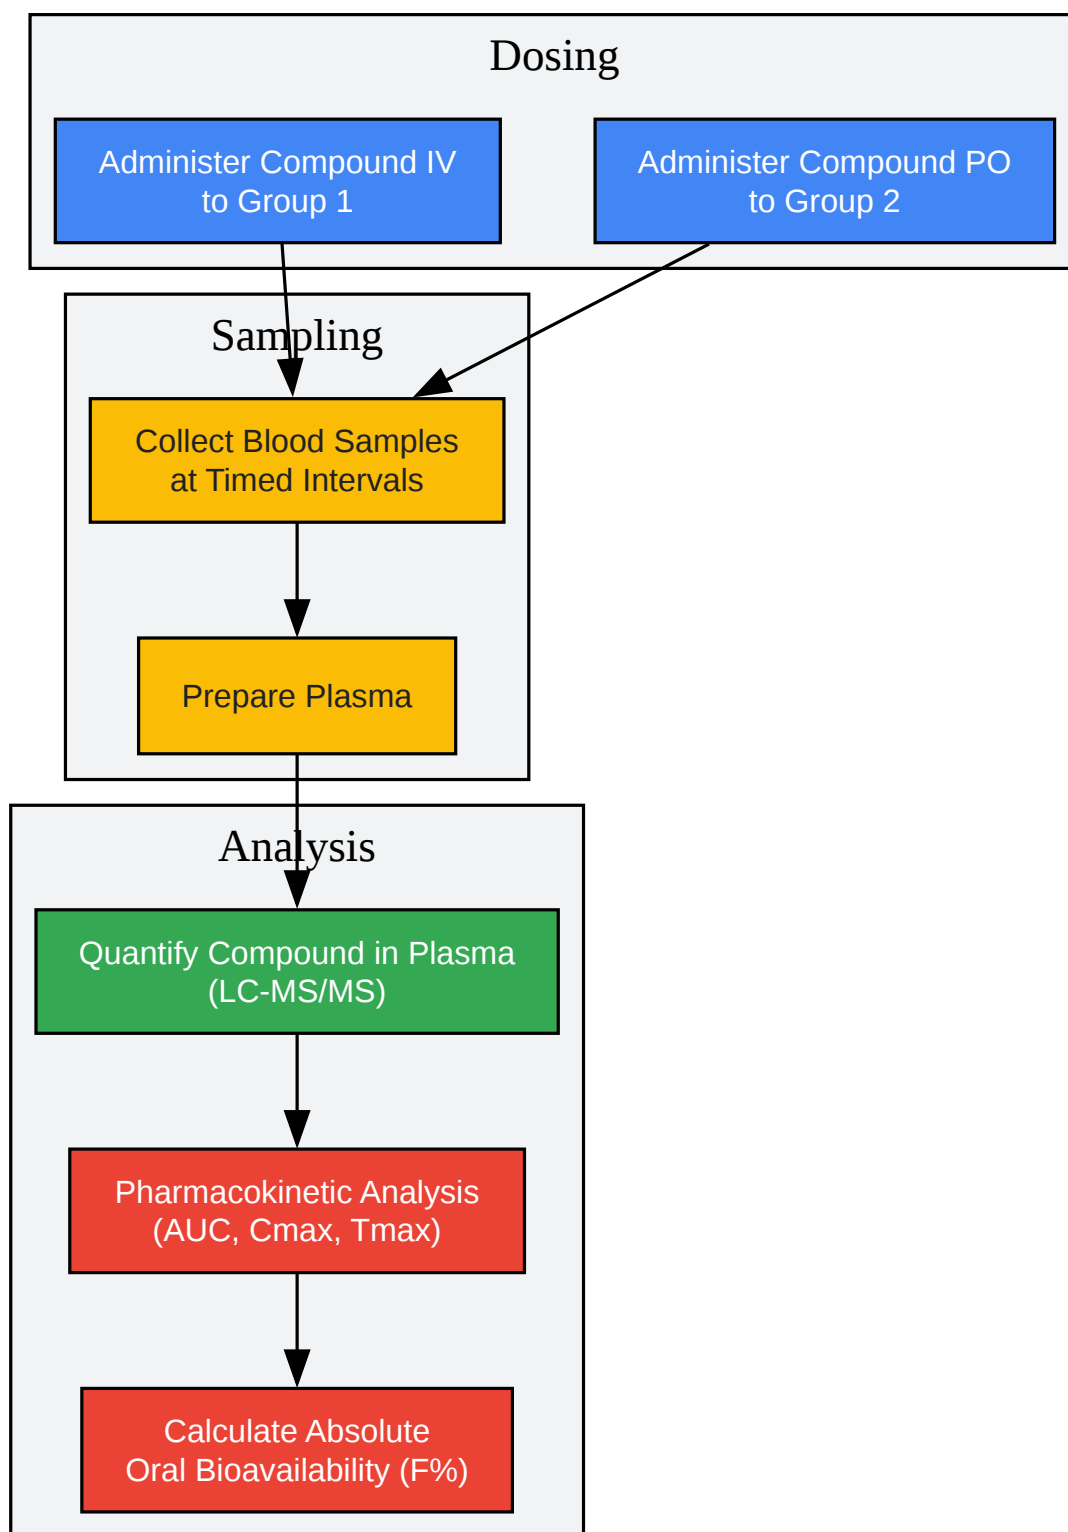 Dosing
Administer Compound IV
to Group 1
Administer Compound PO
to Group 2
Sampling
Collect Blood Samples
at Timed Intervals
Prepare Plasma
Analysis
Quantify Compound in Plasma
(LC-MS/MS)
Pharmacokinetic Analysis
(AUC, Cmax, Tmax)
Calculate Absolute
Oral Bioavailability (F%)